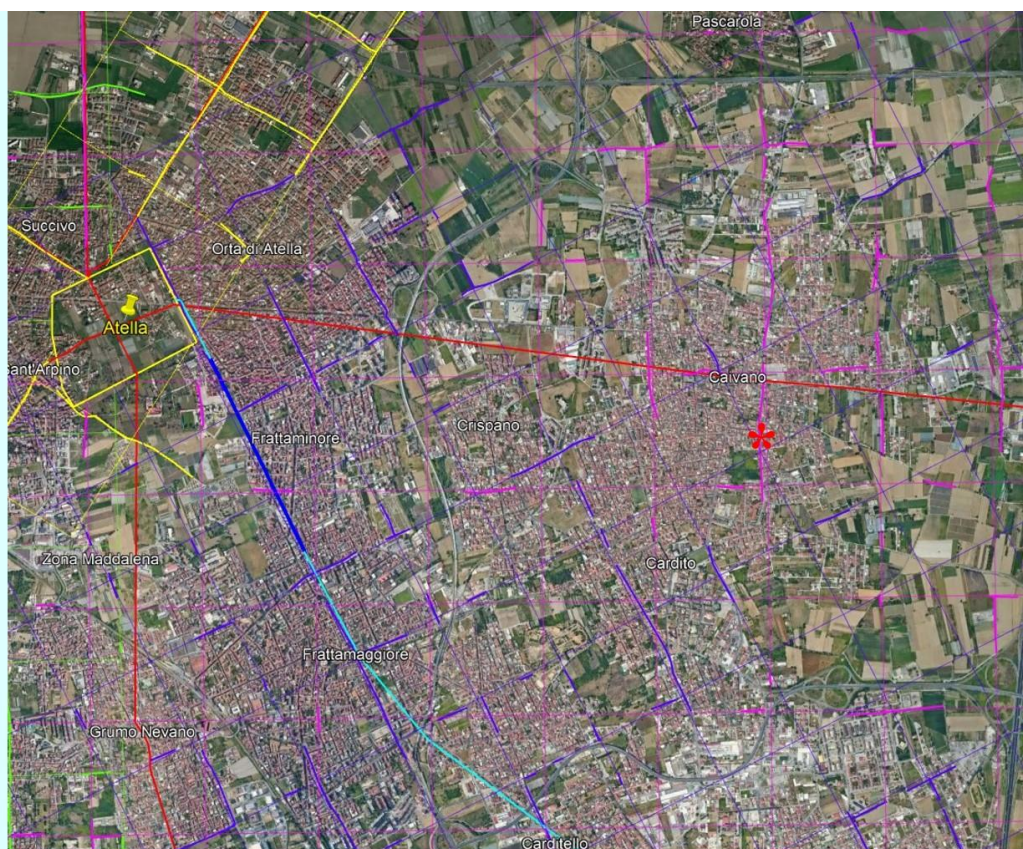 Pascarola
Succivo
Orta di Atella
Atella
Sant'Arpino
Caivano
Crispano
Frattaminore
Zona Maddalena
Cardito
Frattamaggiore
Grumo Nevano
Carditello